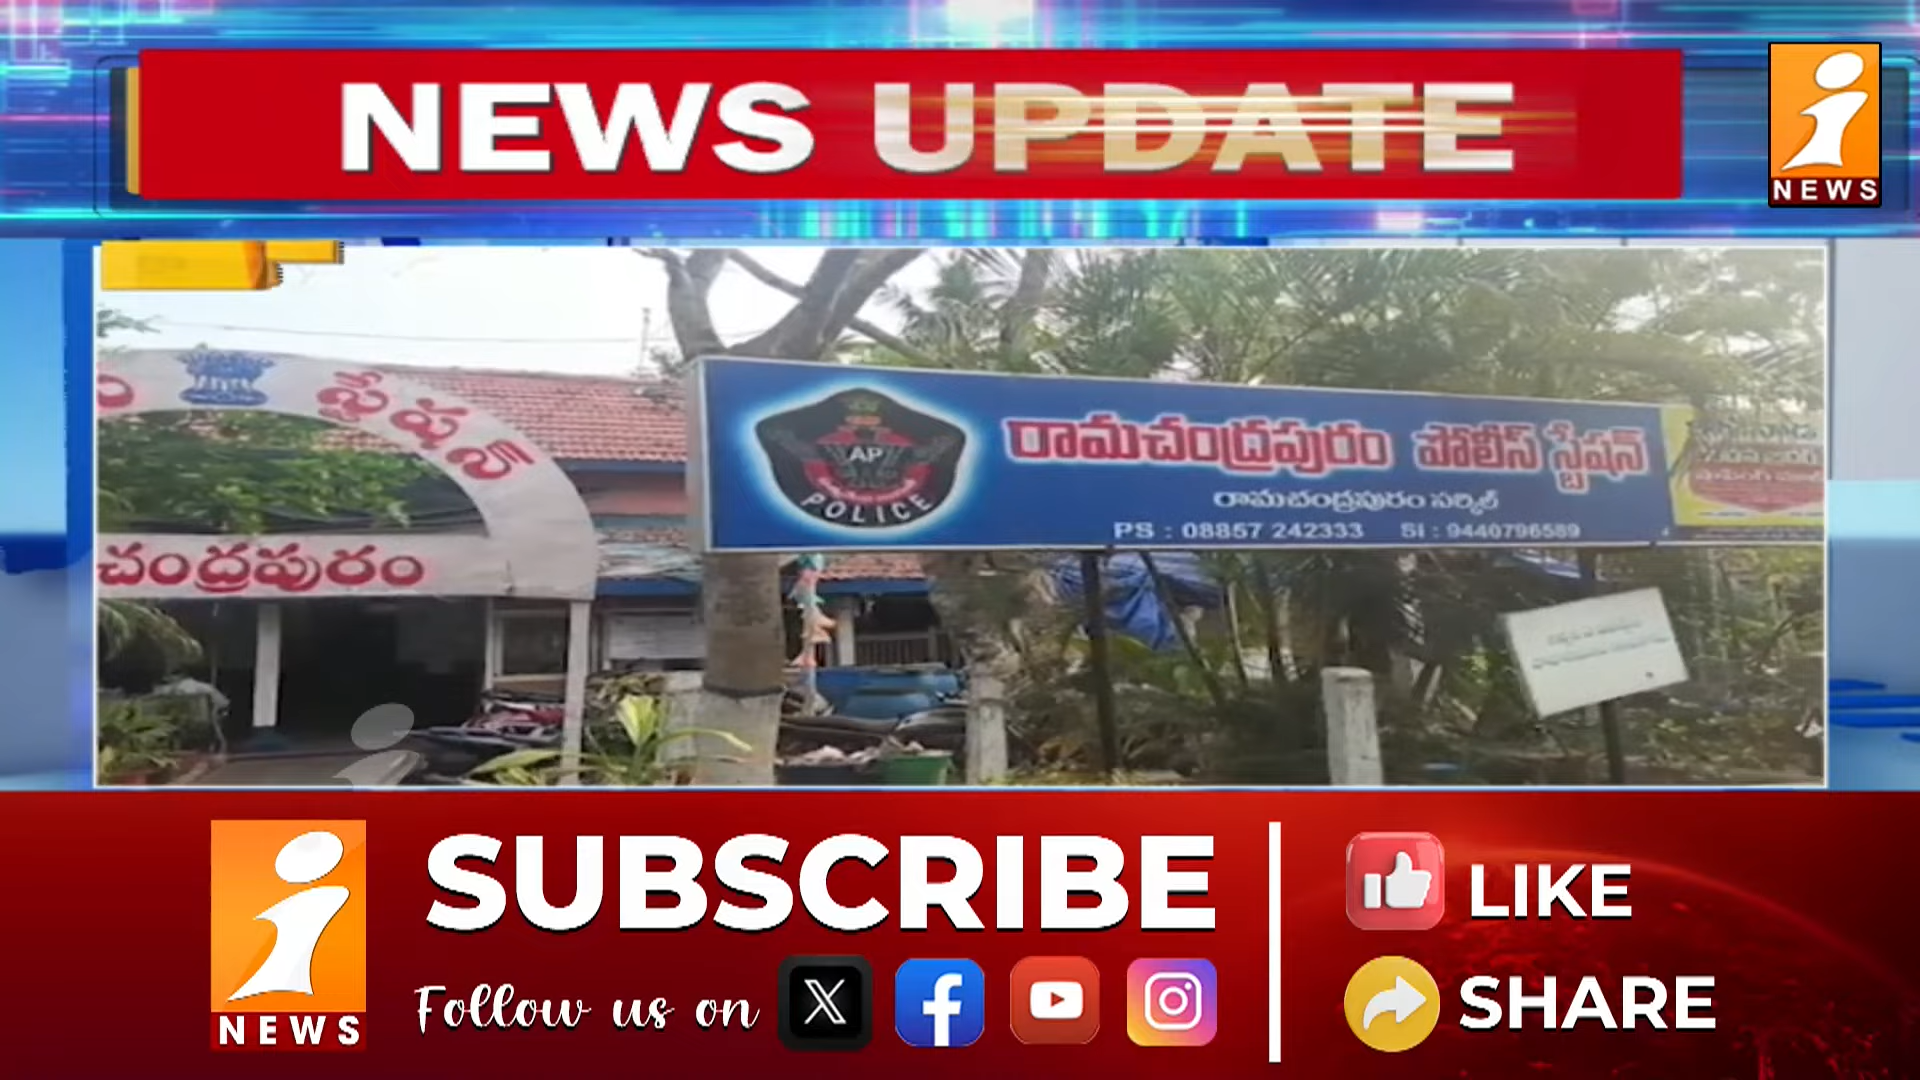 NEWS UPDATE
i
NEWS
స్టేషన్
చంద్రపురం
AP
POLICE
రామచంద్రపురం పోలీస్ స్టేషన్
రామచంద్రపురం సర్కిల్
PS : 08857 242333 SI : 9440796589
i
NEWS
SUBSCRIBE
Follow us on
LIKE
SHARE